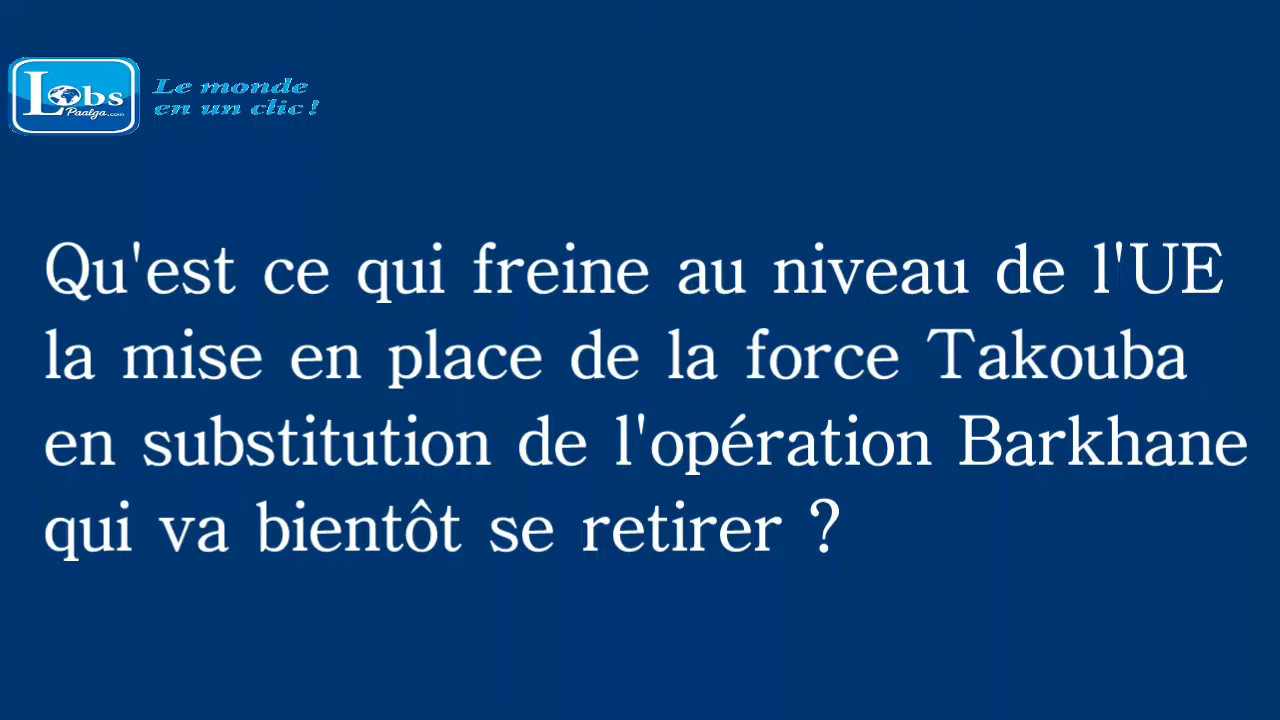 Lobs
Paalga.com
Le monde
en un clic !
Qu'est ce qui freine au niveau de l'UE
la mise en place de la force Takouba
en substitution de l'opération Barkhane
qui va bientôt se retirer ?